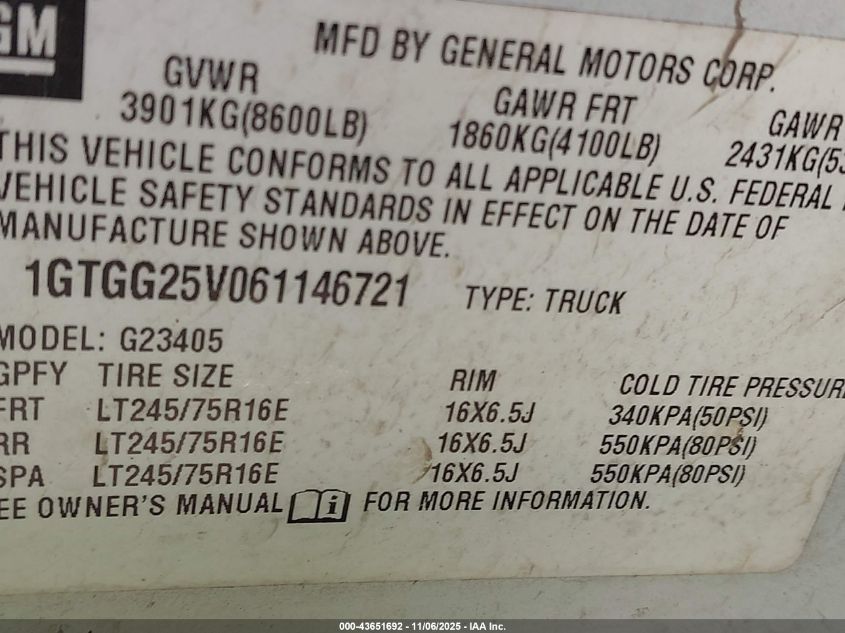 GM
MFD BY GENERAL MOTORS CORP.
GVWR GAWR FRT GAWR
3901KG(8600LB) 1860KG(4100LB) 2431KG(53
THIS VEHICLE CONFORMS TO ALL APPLICABLE U.S. FEDERAL
VEHICLE SAFETY STANDARDS IN EFFECT ON THE DATE OF
MANUFACTURE SHOWN ABOVE.
1GTGG25V061146721 TYPE: TRUCK
MODEL: G23405
GPFY TIRE SIZE RIM COLD TIRE PRESSURE
FRT LT245/75R16E 16X6.5J 340KPA(50PSI)
RR LT245/75R16E 16X6.5J 550KPA(80PSI)
SPA LT245/75R16E 16X6.5J 550KPA(80PSI)
EE OWNER'S MANUAL i FOR MORE INFORMATION.
000-43651692 - 11/06/2025 - IAA Inc.